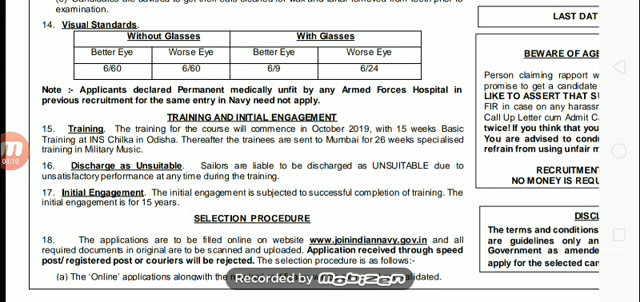 examination.
14. Visual Standards.
Without Glasses With Glasses
Better Eye Worse Eye Better Eye Worse Eye
6/60 6/60 6/9 6/24
Note :- Applicants declared Permanent medically unfit by any Armed Forces Hospital in
previous recruitment for the same entry in Navy need not apply.
TRAINING AND INITIAL ENGAGEMENT
15. Training. The training for the course will commence in October 2019, with 15 weeks Basic
Training at INS Chilka in Odisha. Thereafter the trainees are sent to Mumbai for 26 weeks specialised
training in Military Music.
16. Discharge as Unsuitable. Sailors are liable to be discharged as UNSUITABLE due to
unsatisfactory performance at any time during the training.
17. Initial Engagement. The initial engagement is subjected to successful completion of training. The
initial engagement is for 15 years.
SELECTION PROCEDURE
18. The applications are to be filled online on website www.joinindiannavy.gov.in and all
required documents in original are to be scanned and uploaded. Application received through speed
post/ registered post or couriers will be rejected. The selection procedure is as follows:-
(a) The 'Online' applications alongwith the
LAST DAT
BEWARE OF AGE
Person claiming rapport w
promise to get a candidate
LIKE TO ASSERT THAT S
FIR in case on any harassm
Call Up Letter cum Admit C
twice! If you think that you
You are advised to cond
refrain from using unfair m
RECRUITMENT
NO MONEY IS REQU
DISCL
The terms and conditions
are guidelines only an
Government as amende
apply for the selected can
M
03:10
Recorded by mobizen